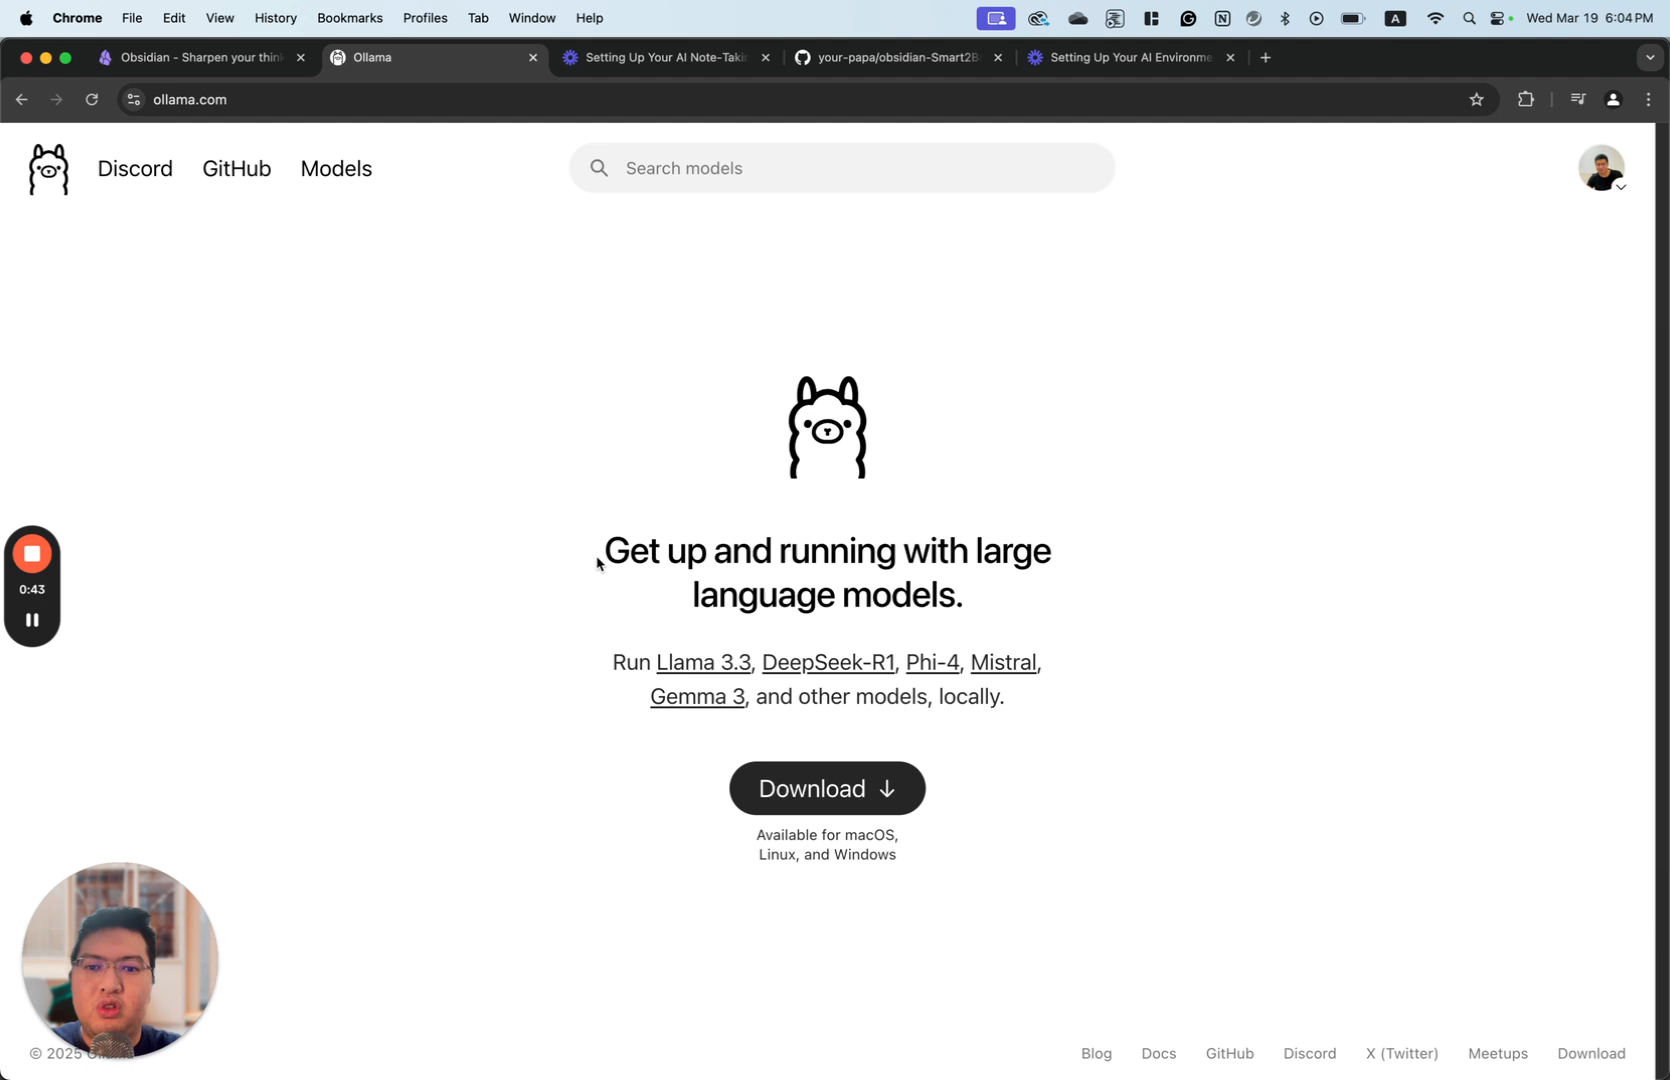 Chrome File Edit View History Bookmarks Profiles Tab Window Help A Wed Mar 19 6:04 PM
Obsidian - Sharpen your think Ollama Setting Up Your AI Note-Takin your-papa/obsidian-Smart2B Setting Up Your AI Environme
ollama.com
Discord GitHub Models Search models
Get up and running with large
language models.
0:43
Run Llama 3.3, DeepSeek-R1, Phi-4, Mistral,
Gemma 3, and other models, locally.
Download ↓
Available for macOS,
Linux, and Windows
© 2025 Blog Docs GitHub Discord X (Twitter) Meetups Download